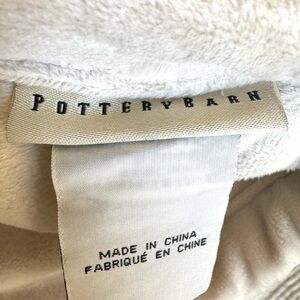 POTTERYBARN
MADE IN CHINA
FABRIQUÉ EN CHINE